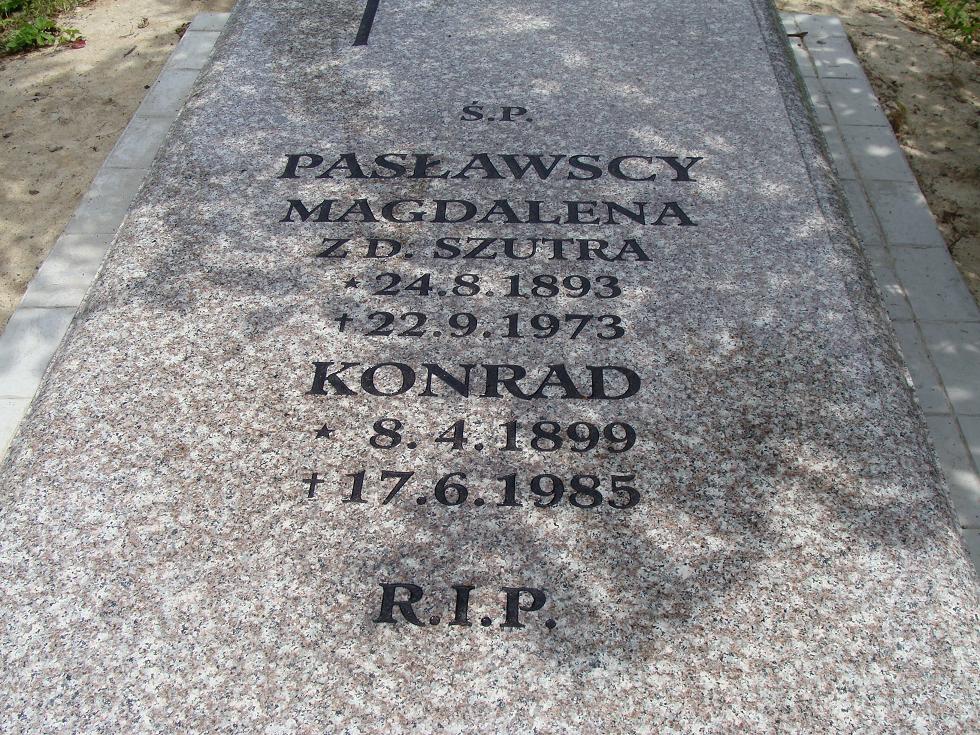 Ś.P.
PASŁAWSCY
MAGDALENA
Z D. SZUTRA
* 24.8.1893
† 22.9.1973
KONRAD
* 8.4.1899
† 17.6.1985
R.I.P.